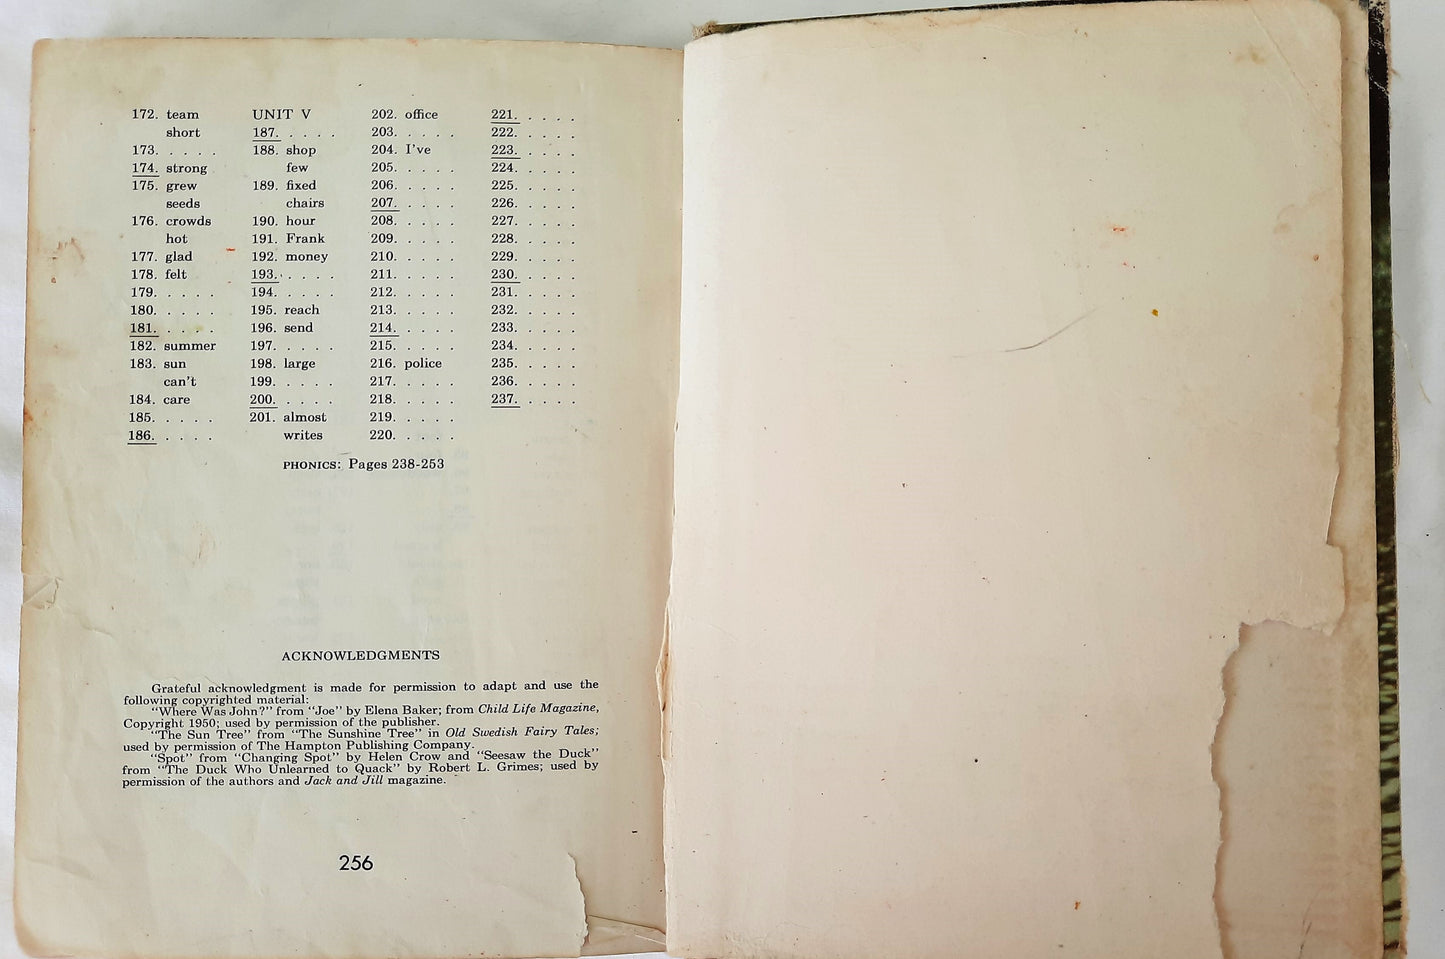 172. team
short
173. . . . .
174. strong
175. grew
seeds
176. crowds
hot
177. glad
178. felt
179. . . . . .
180. . . . . .
181. . . . .
182. summer
183. sun
can't
184. care
185. . . . .
186. . . . .
UNIT V
187. . . . .
188. shop
few
189. fixed
chairs
190. hour
191. Frank
192. money
193. . . . .
194. . . . .
195. reach
196. send
197. . . . .
198. large
199. . . . .
200. . . . .
201. almost
writes
202. office
203. . . . . .
204. I've
205. . . . . .
206. . . . . .
207. . . . .
208. . . . . .
209. . . . . .
210. . . . . .
211. . . . . .
212. . . . . .
213. . . . . .
214. . . . .
215. . . . . .
216. police
217. . . . . .
218. . . . . .
219. . . . . .
220. . . . . .
221. . . . .
222. . . . .
223. . . . .
224. . . . .
225. . . . .
226. . . . .
227. . . . .
228. . . . .
229. . . . .
230. . . . .
231. . . . .
232. . . . .
233. . . . .
234. . . . .
235. . . . .
236. . . . .
237. . . . .
PHONICS: Pages 238-253
ACKNOWLEDGMENTS
Grateful acknowledgment is made for permission to adapt and use the
following copyrighted material:
"Where Was John?" from "Joe" by Elena Baker; from Child Life Magazine,
Copyright 1950; used by permission of the publisher.
"The Sun Tree" from "The Sunshine Tree" in Old Swedish Fairy Tales;
used by permission of The Hampton Publishing Company.
"Spot" from "Changing Spot" by Helen Crow and "Seesaw the Duck"
from "The Duck Who Unlearned to Quack" by Robert L. Grimes; used by
permission of the authors and Jack and Jill magazine.
256